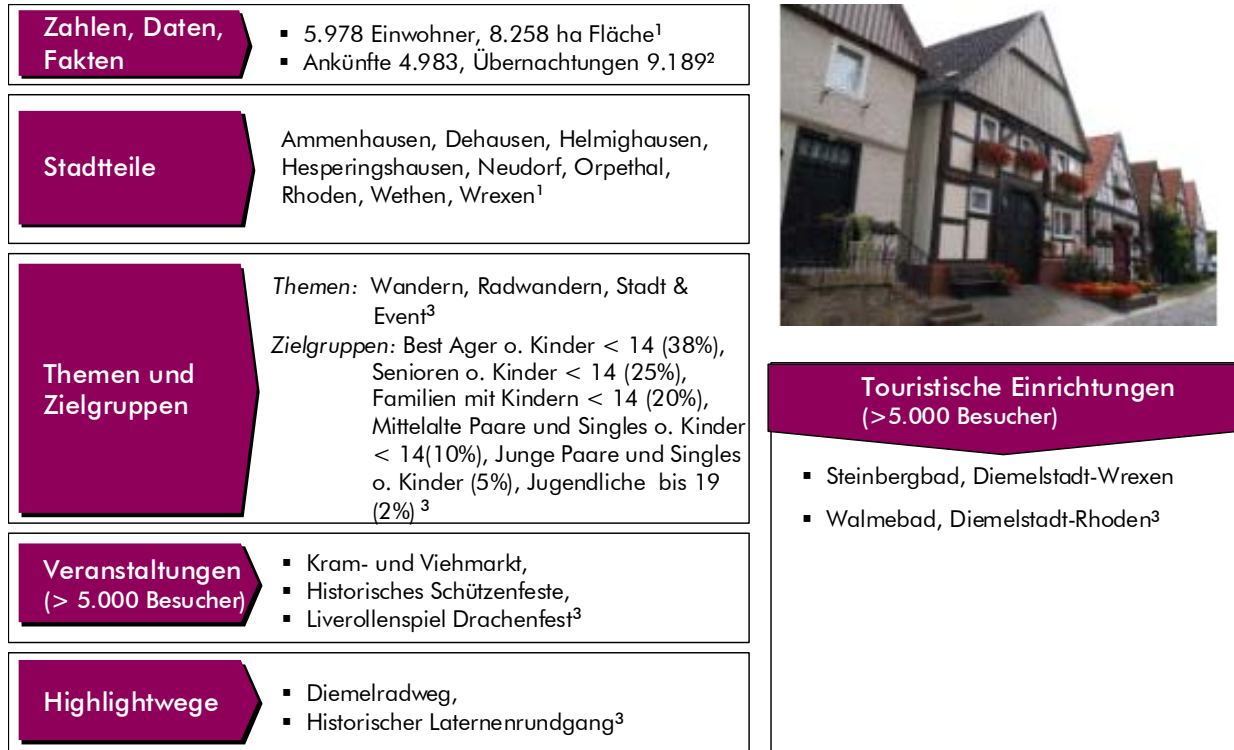 Zahlen, Daten,
Fakten
▪ 5.978 Einwohner, 8.258 ha Fläche¹
▪ Ankünfte 4.983, Übernachtungen 9.189²
Stadtteile
Ammenhausen, Dehausen, Helmighausen,
Hesperingshausen, Neudorf, Orpethal,
Rhoden, Wethen, Wrexen¹
Themen und
Zielgruppen
Themen: Wandern, Radwandern, Stadt &
Event³
Zielgruppen: Best Ager o. Kinder < 14 (38%),
Senioren o. Kinder < 14 (25%),
Familien mit Kindern < 14 (20%),
Mittelalte Paare und Singles o. Kinder
< 14(10%), Junge Paare und Singles
o. Kinder (5%), Jugendliche bis 19
(2%) ³
Veranstaltungen
(> 5.000 Besucher)
▪ Kram- und Viehmarkt,
▪ Historisches Schützenfeste,
▪ Liverollenspiel Drachenfest³
Highlightwege
▪ Diemelradweg,
▪ Historischer Laternenrundgang³
Touristische Einrichtungen
(>5.000 Besucher)
▪ Steinbergbad, Diemelstadt-Wrexen
▪ Walmebad, Diemelstadt-Rhoden³